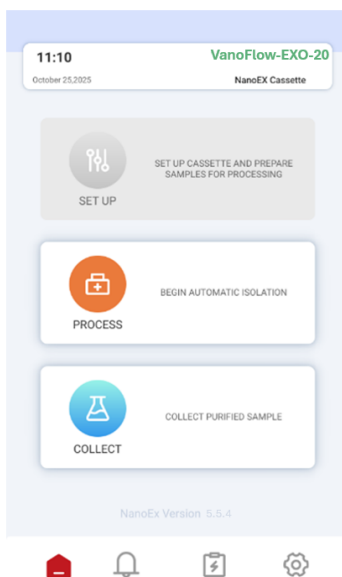 11:10
VanoFlow-EXO-20
October 25,2025
NanoEX Cassette
SET UP CASSETTE AND PREPARE
SAMPLES FOR PROCESSING
SET UP
BEGIN AUTOMATIC ISOLATION
PROCESS
COLLECT PURIFIED SAMPLE
COLLECT
NanoEx Version 5.5.4